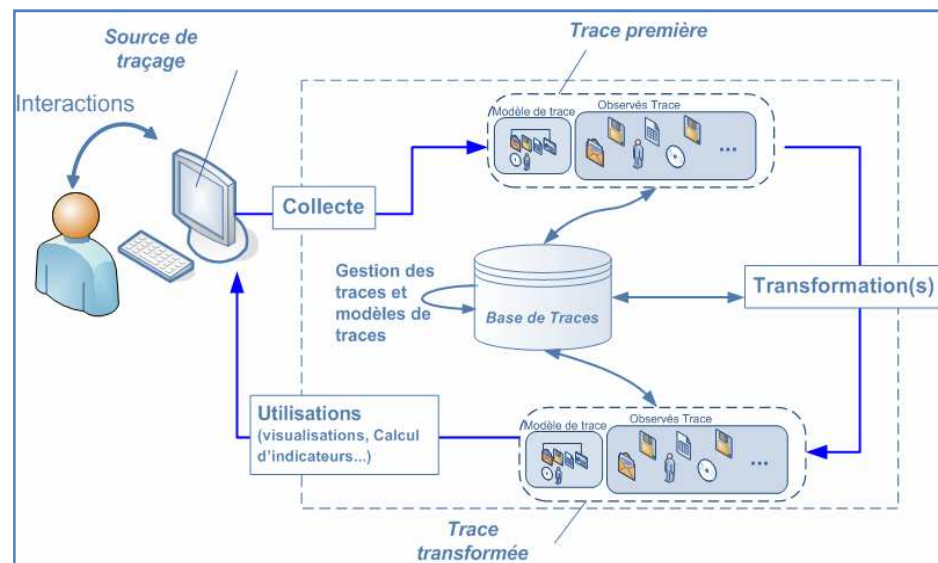 Source de
traçage
Trace première
Interactions
Modèle de trace
Observés Trace
...
Collecte
Gestion des
traces et
modèles de
traces
Base de Traces
Transformation(s)
Utilisations
(visualisations, Calcul
d'indicateurs...)
Modèle de trace
Observés Trace
...
Trace
transformée